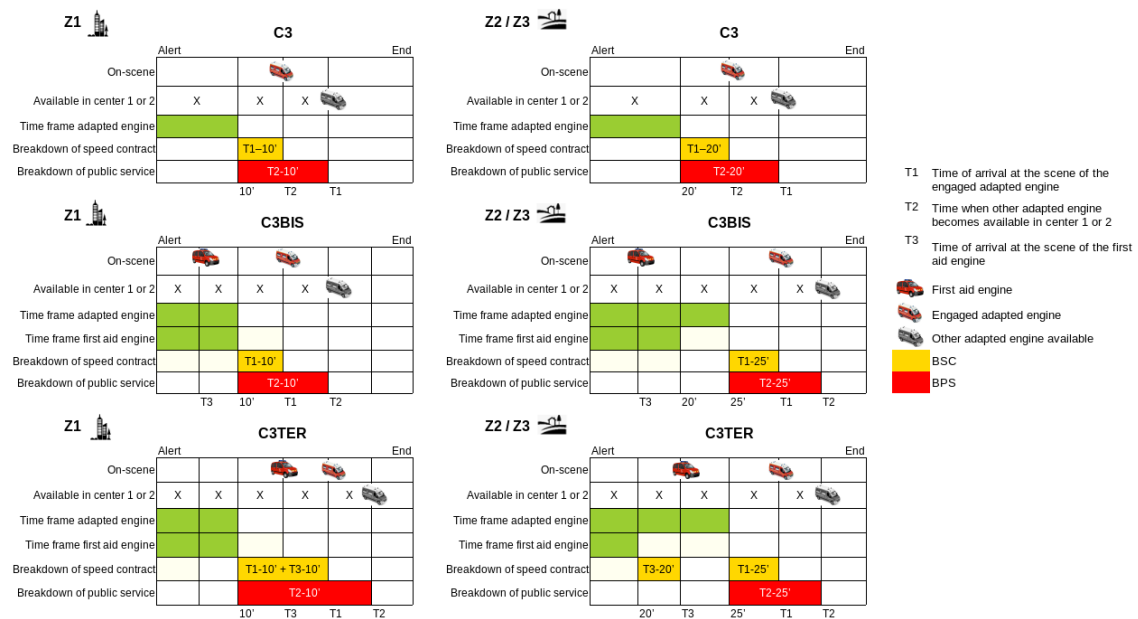 Z1
C3
Alert
End
On-scene
Available in center 1 or 2
X
X
X
Time frame adapted engine
Breakdown of speed contract
T1–10’
Breakdown of public service
T2-10’
10’
T2
T1
Z2 / Z3
C3
Alert
End
On-scene
Available in center 1 or 2
X
X
X
Time frame adapted engine
Breakdown of speed contract
T1–20’
Breakdown of public service
T2-20’
20’
T2
T1
Z1
C3BIS
Alert
End
On-scene
Available in center 1 or 2
X
X
X
X
Time frame adapted engine
Time frame first aid engine
Breakdown of speed contract
T1-10’
Breakdown of public service
T2-10’
T3
10’
T1
T2
Z2 / Z3
C3BIS
Alert
End
On-scene
Available in center 1 or 2
X
X
X
X
X
Time frame adapted engine
Time frame first aid engine
Breakdown of speed contract
T1-25’
Breakdown of public service
T2-25’
T3
20’
25’
T1
T2
Z1
C3TER
Alert
End
On-scene
Available in center 1 or 2
X
X
X
X
X
Time frame adapted engine
Time frame first aid engine
Breakdown of speed contract
T1-10’ + T3-10’
Breakdown of public service
T2-10’
10’
T3
T1
T2
Z2 / Z3
C3TER
Alert
End
On-scene
Available in center 1 or 2
X
X
X
X
X
Time frame adapted engine
Time frame first aid engine
Breakdown of speed contract
T3-20’
T1-25’
Breakdown of public service
T2-25’
20’
T3
25’
T1
T2
T1 Time of arrival at the scene of the
engaged adapted engine
T2 Time when other adapted engine
becomes available in center 1 or 2
T3 Time of arrival at the scene of the first
aid engine
First aid engine
Engaged adapted engine
Other adapted engine available
BSC
BPS